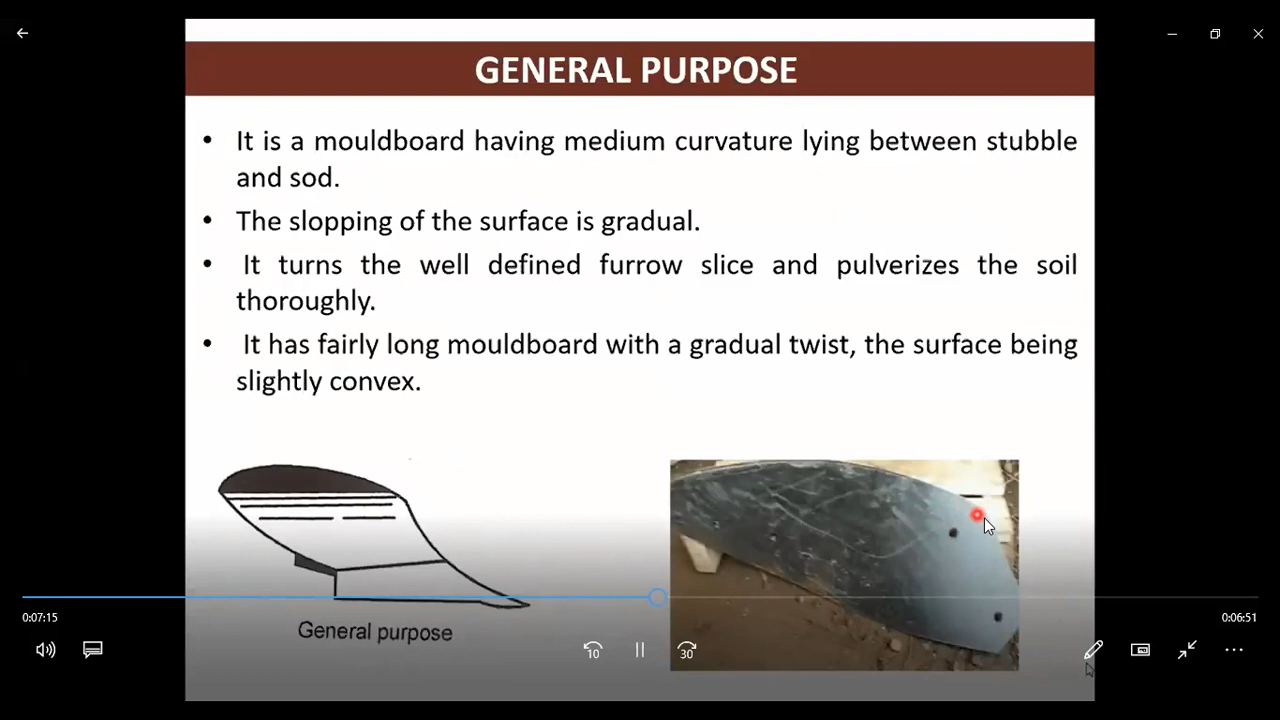 GENERAL PURPOSE
• It is a mouldboard having medium curvature lying between stubble
and sod.
• The slopping of the surface is gradual.
• It turns the well defined furrow slice and pulverizes the soil
thoroughly.
• It has fairly long mouldboard with a gradual twist, the surface being
slightly convex.
0:07:15
0:06:51
General purpose
10
30